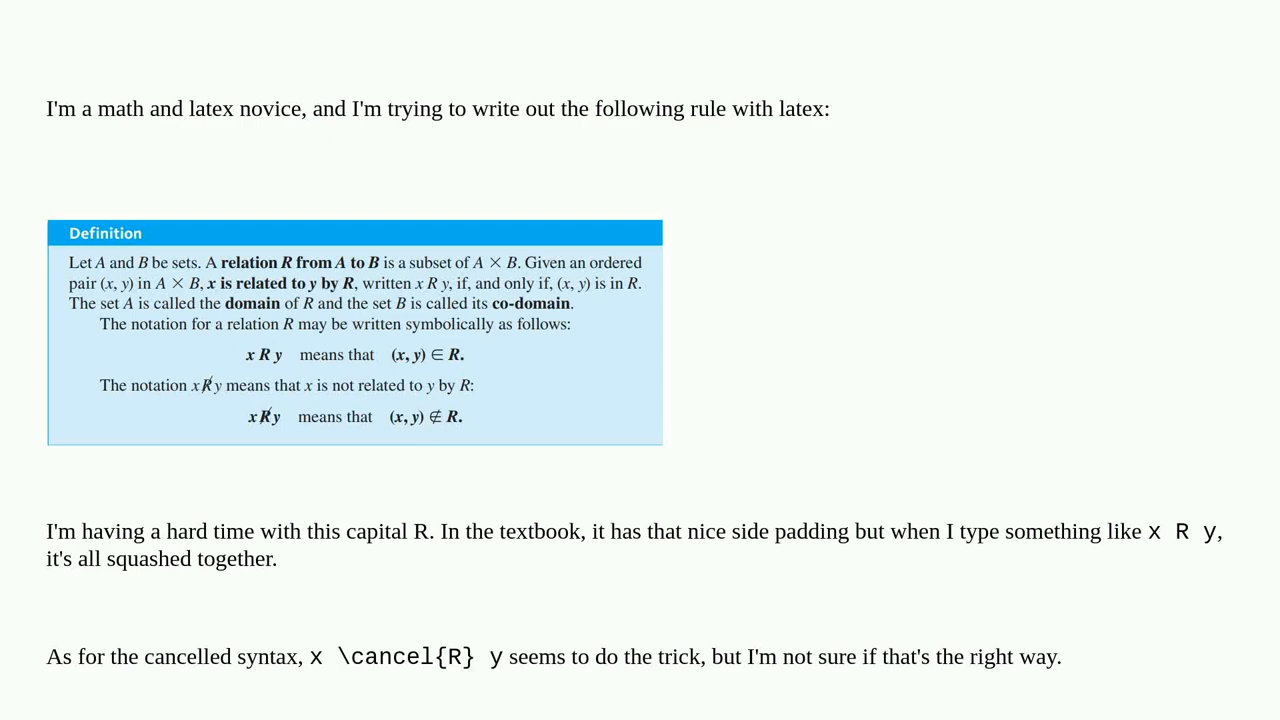 I'm a math and latex novice, and I'm trying to write out the following rule with latex:
Definition
Let A and B be sets. A relation R from A to B is a subset of A × B. Given an ordered
pair (x, y) in A × B, x is related to y by R, written x R y, if, and only if, (x, y) is in R.
The set A is called the domain of R and the set B is called its co-domain.
The notation for a relation R may be written symbolically as follows:
x R y means that (x, y) ∈ R.
The notation x R̸ y means that x is not related to y by R:
x R̸ y means that (x, y) ∉ R.
I'm having a hard time with this capital R. In the textbook, it has that nice side padding but when I type something like x R y,
it's all squashed together.
As for the cancelled syntax, x \cancel{R} y seems to do the trick, but I'm not sure if that's the right way.